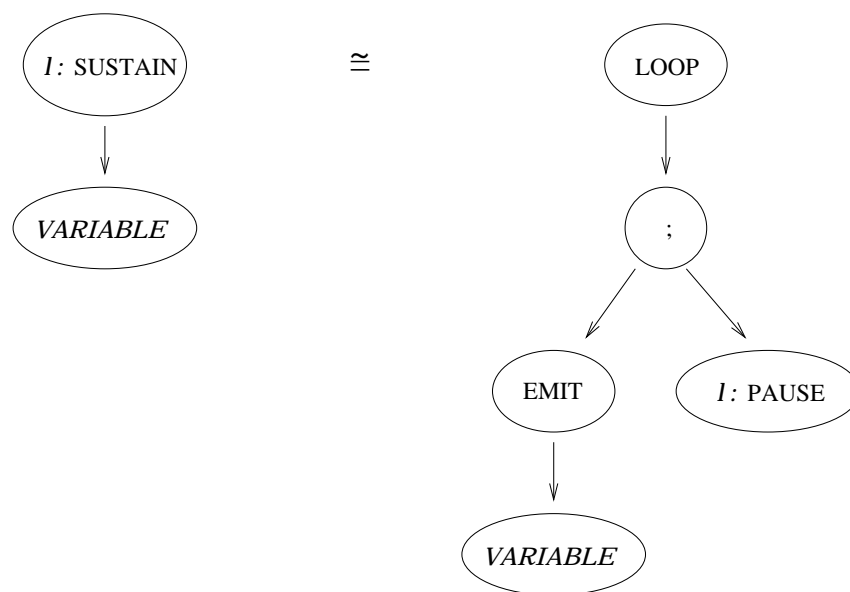 l: SUSTAIN ≅ LOOP
VARIABLE ;
EMIT l: PAUSE
VARIABLE